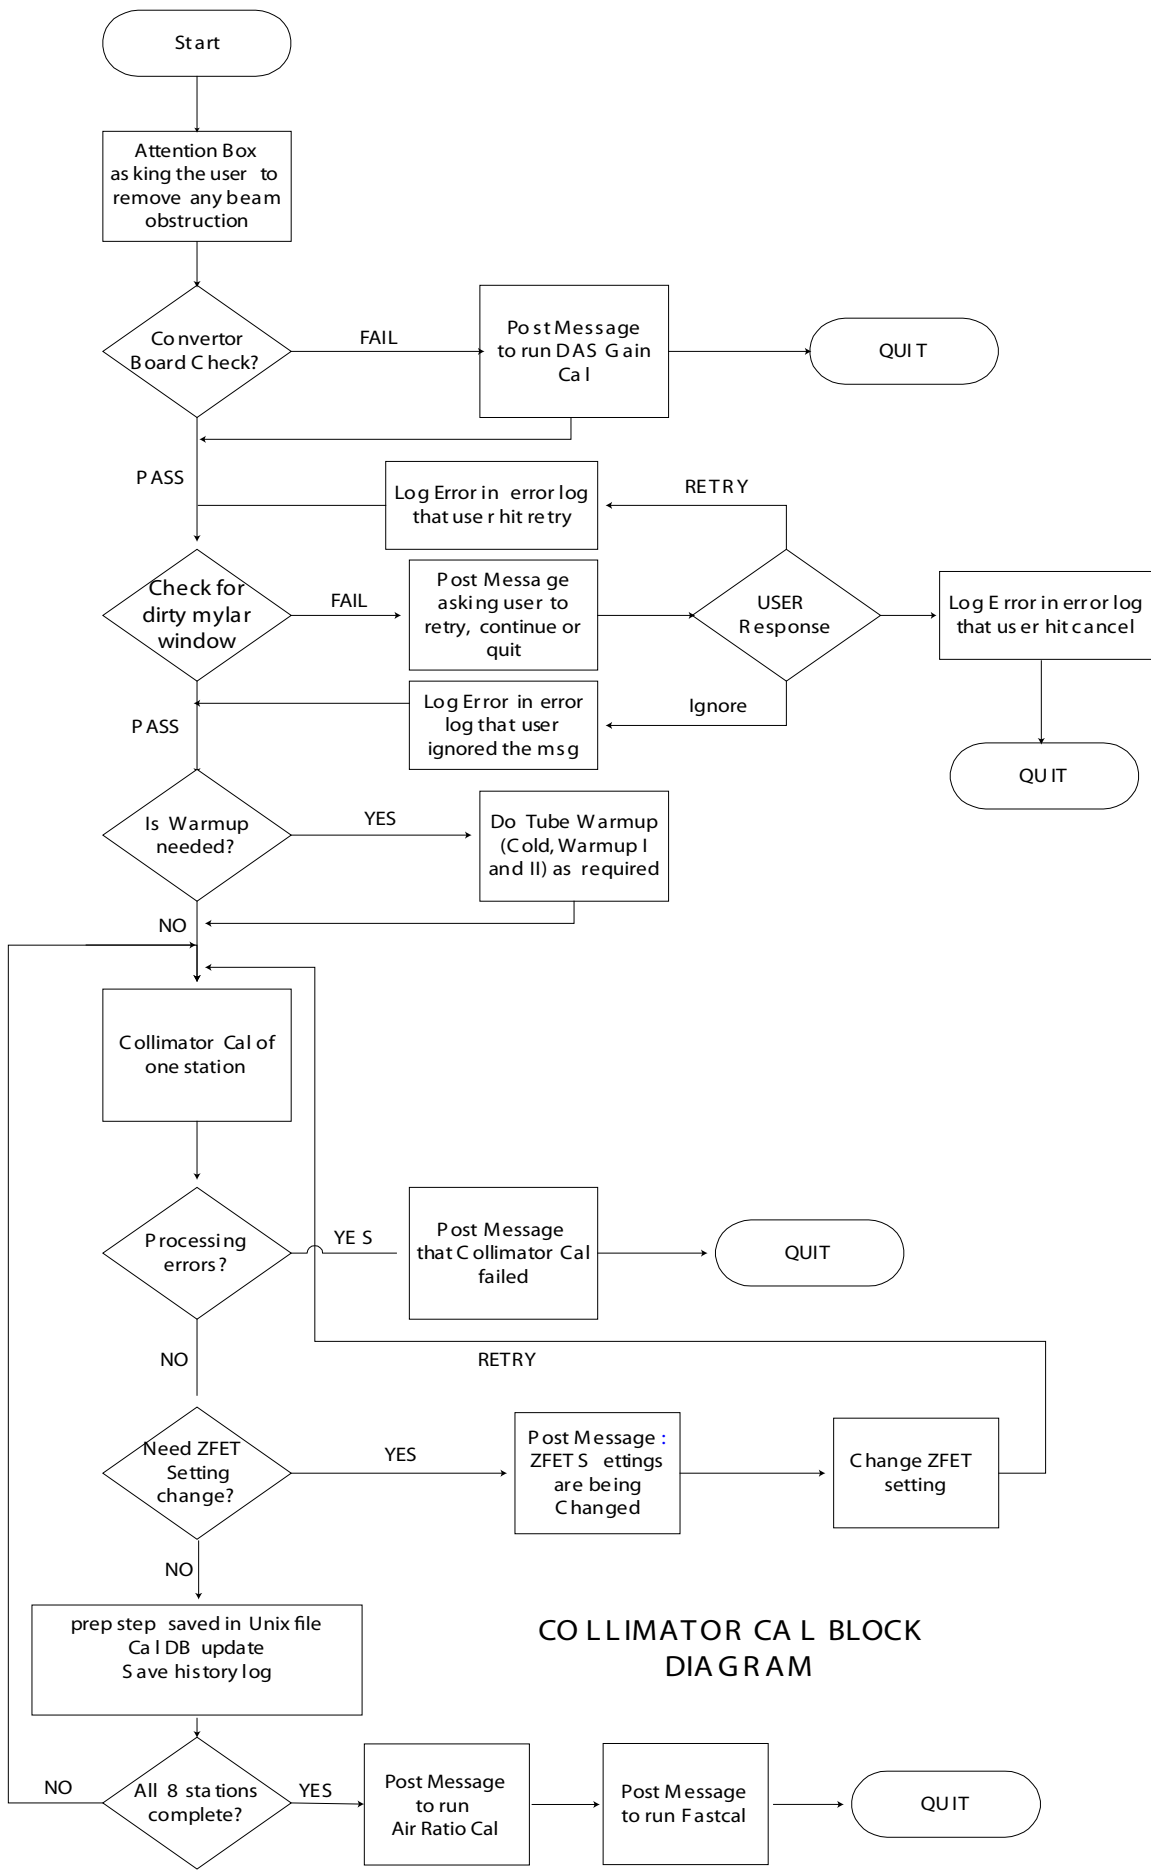 Start
Attention Box
asking the user to
remove any beam
obstruction
Convertor
Board Check?
FAIL
Post Message
to run DAS Gain
Cal
QUIT
PASS
Log Error in error log
that user hit retry
RETRY
Check for
dirty mylar
window
FAIL
Post Message
asking user to
retry, continue or
quit
USER
Response
Log Error in error log
that user hit cancel
PASS
Log Error in error
log that user
ignored the msg
Ignore
QUIT
Is Warmup
needed?
YES
Do Tube Warmup
(Cold, Warmup I
and II) as required
NO
Collimator Cal of
one station
Processing
errors?
YES
Post Message
that Collimator Cal
failed
QUIT
NO
RETRY
Need ZFET
Setting
change?
YES
Post Message :
ZFET Settings
are being
Changed
Change ZFET
setting
NO
prep step saved in Unix file
Cal DB update
Save history log
COLLIMATOR CAL BLOCK
DIAGRAM
NO
All 8 stations
complete?
YES
Post Message
to run
Air Ratio Cal
Post Message
to run Fastcal
QUIT